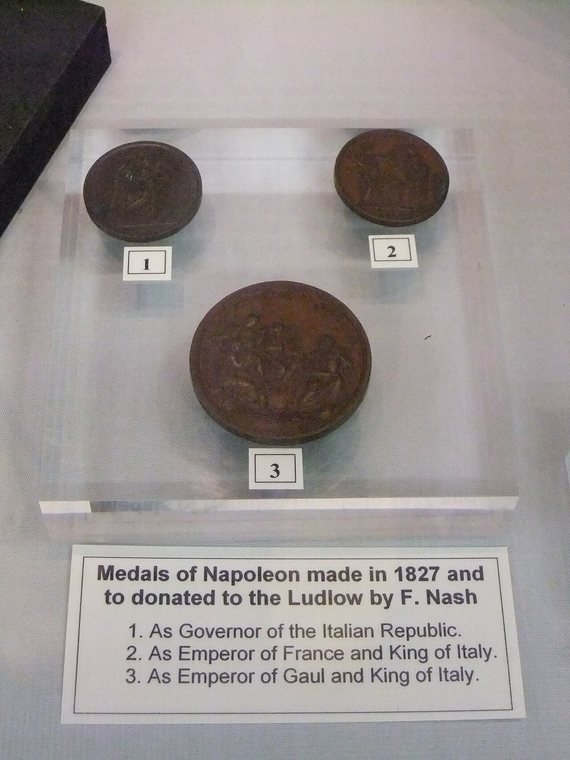 1
2
3
Medals of Napoleon made in 1827 and
to donated to the Ludlow by F. Nash
1. As Governor of the Italian Republic.
2. As Emperor of France and King of Italy.
3. As Emperor of Gaul and King of Italy.